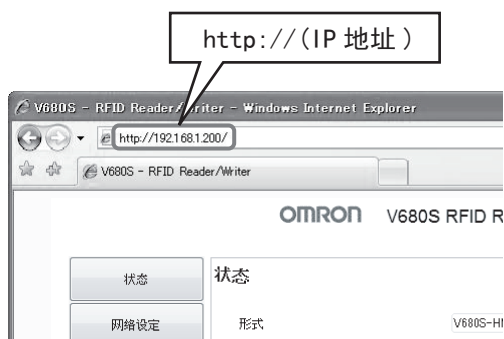 http://(IP 地址 )
V680S - RFID Reader/Writer - Windows Internet Explorer
http://192.168.1.200/
V680S - RFID Reader/Writer
OMRON V680S RFID R
状态 状态
网络设定 形式 V680S-H